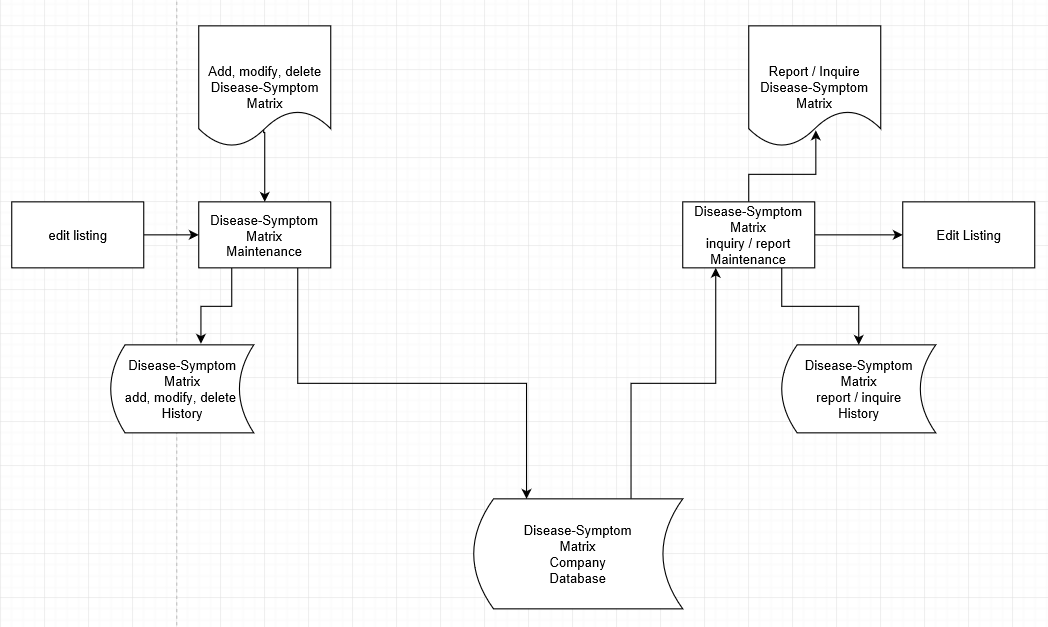 Add, modify, delete
Disease-Symptom
Matrix
Report / Inquire
Disease-Symptom
Matrix
edit listing
Disease-Symptom
Matrix
Maintenance
Disease-Symptom
Matrix
inquiry / report
Maintenance
Edit Listing
Disease-Symptom
Matrix
add, modify, delete
History
Disease-Symptom
Matrix
report / inquire
History
Disease-Symptom
Matrix
Company
Database